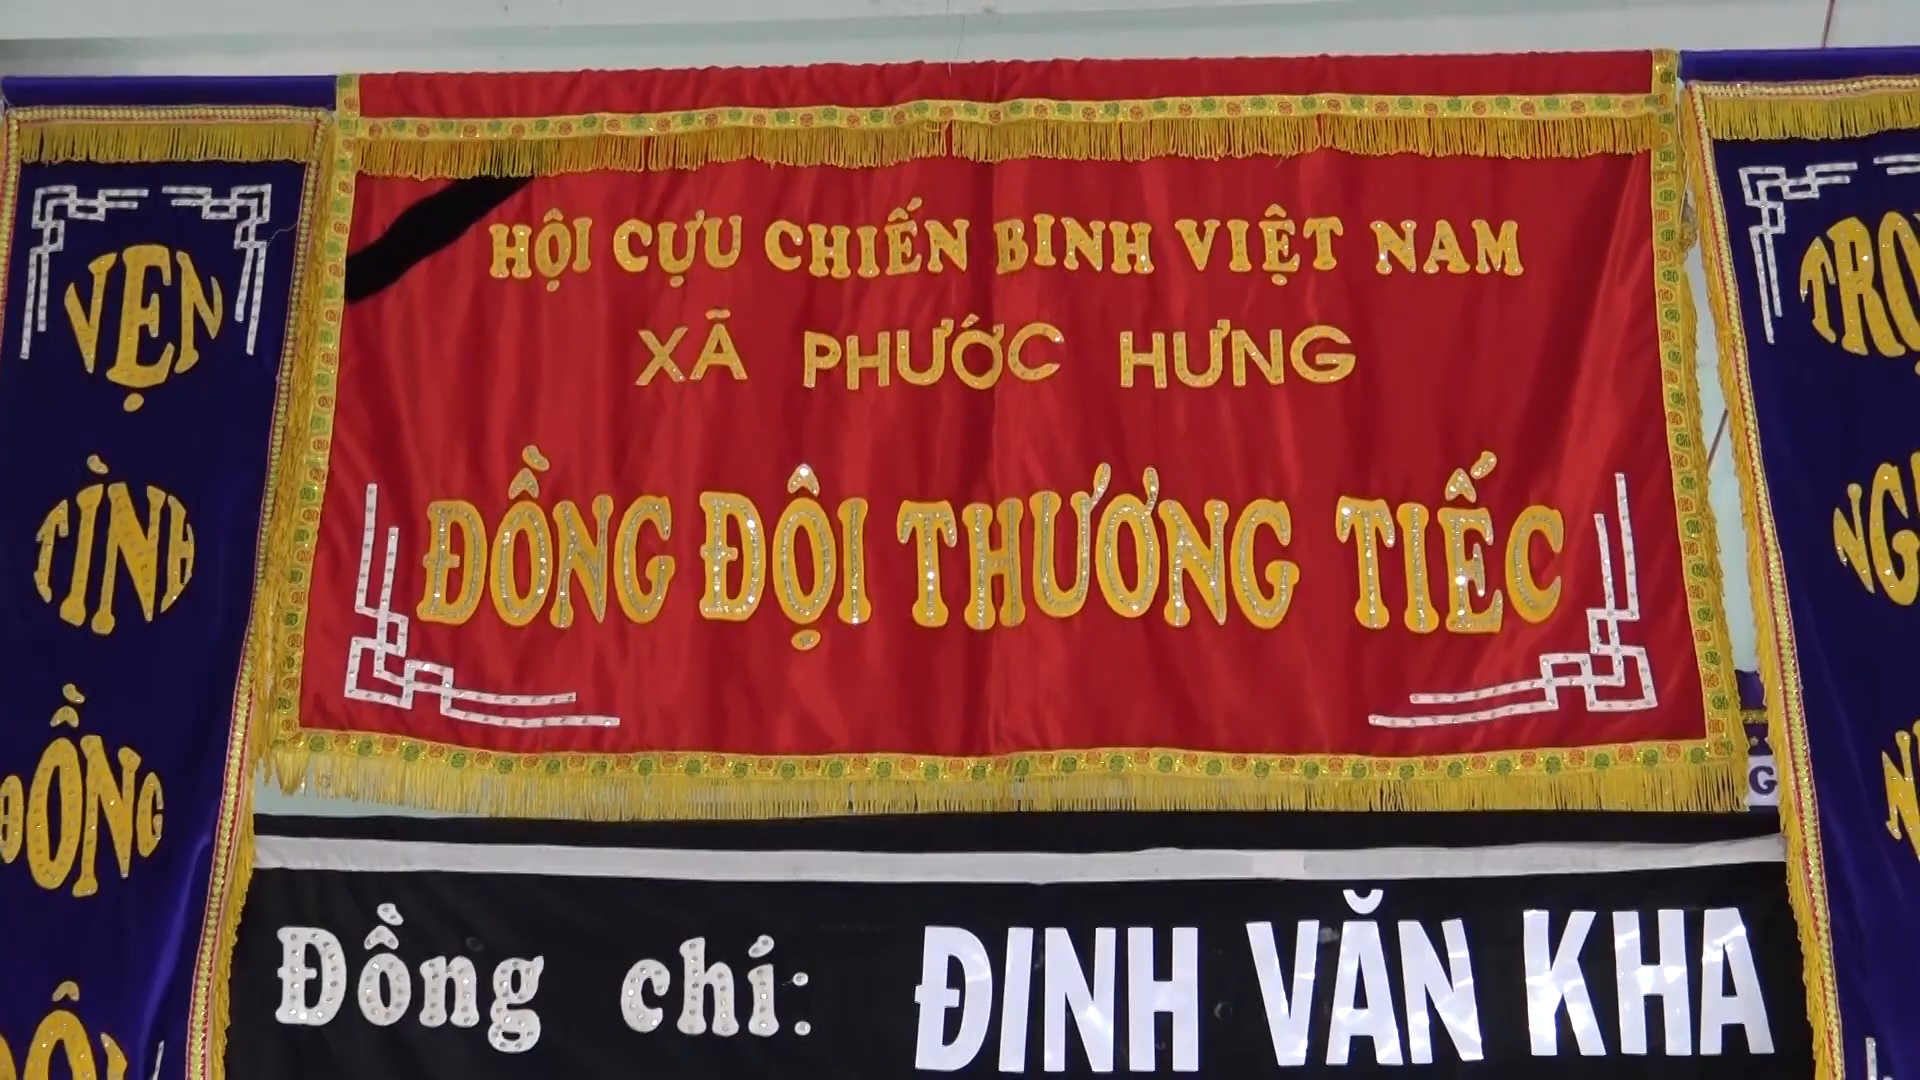 HỘI CỰU CHIẾN BINH VIỆT NAM
XÃ PHƯỚC HƯNG
ĐỒNG ĐỘI THƯƠNG TIẾC
Đồng chí: ĐINH VĂN KHA
VẸN
TÌNH
ĐỒNG